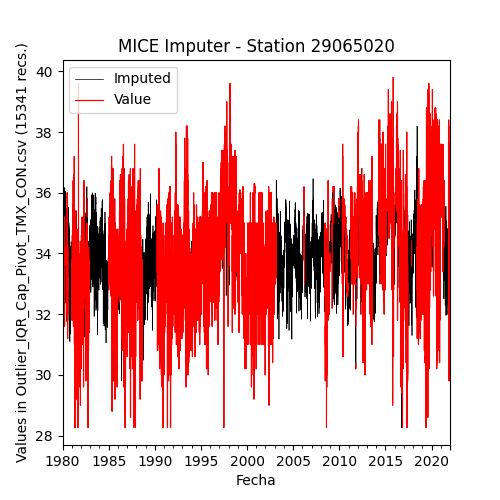 MICE Imputer - Station 29065020
Values in Outlier_IQR_Cap_Pivot_TMX_CON.csv (15341 recs.)
Imputed
Value
40
38
36
34
32
30
28
1980 1985 1990 1995 2000 2005 2010 2015 2020
Fecha